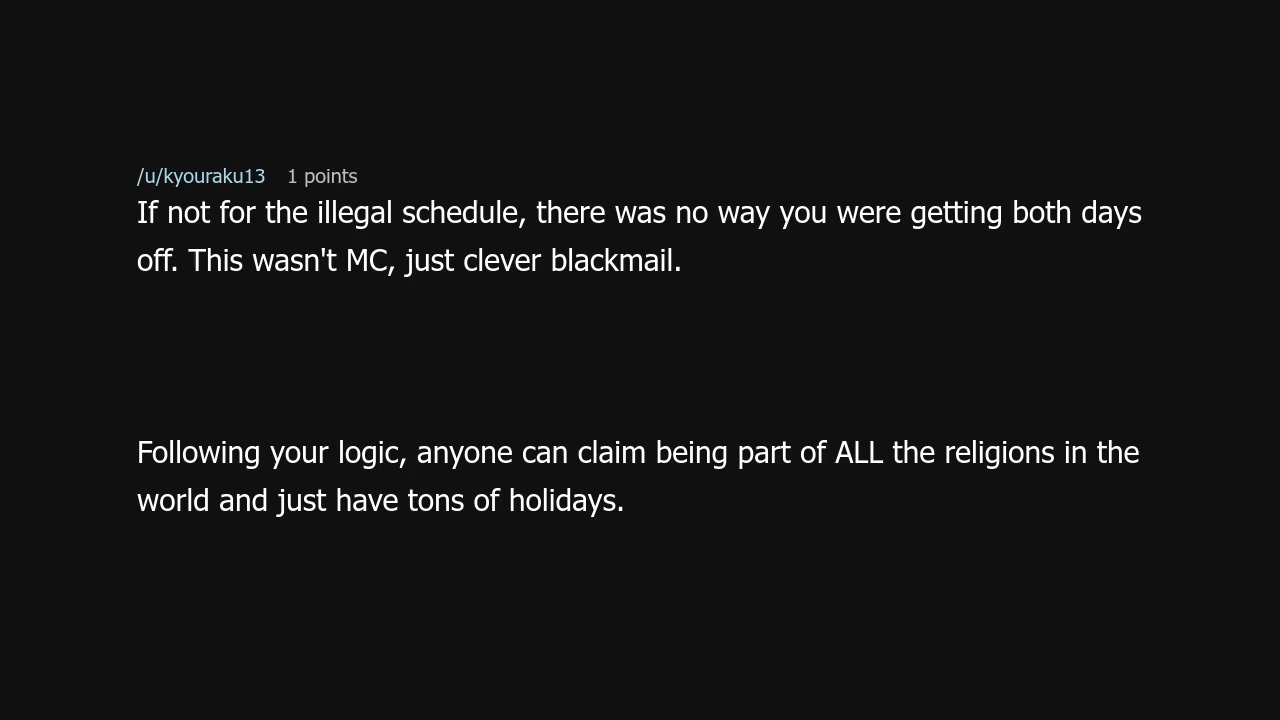 /u/kyouraku13 1 points
If not for the illegal schedule, there was no way you were getting both days
off. This wasn't MC, just clever blackmail.
Following your logic, anyone can claim being part of ALL the religions in the
world and just have tons of holidays.